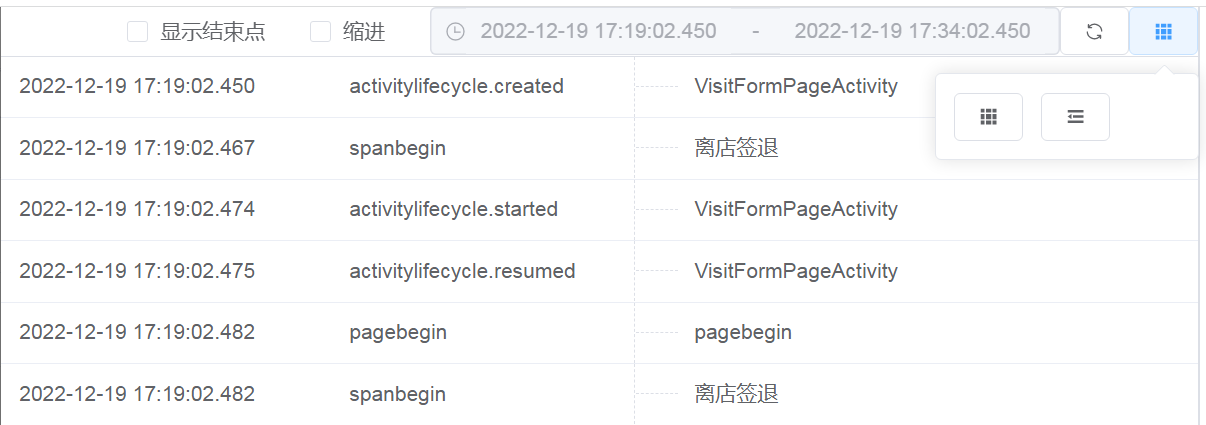 显示结束点 缩进 2022-12-19 17:19:02.450 - 2022-12-19 17:34:02.450
2022-12-19 17:19:02.450 activitylifecycle.created VisitFormPageActivity
2022-12-19 17:19:02.467 spanbegin 离店签退
2022-12-19 17:19:02.474 activitylifecycle.started VisitFormPageActivity
2022-12-19 17:19:02.475 activitylifecycle.resumed VisitFormPageActivity
2022-12-19 17:19:02.482 pagebegin pagebegin
2022-12-19 17:19:02.482 spanbegin 离店签退